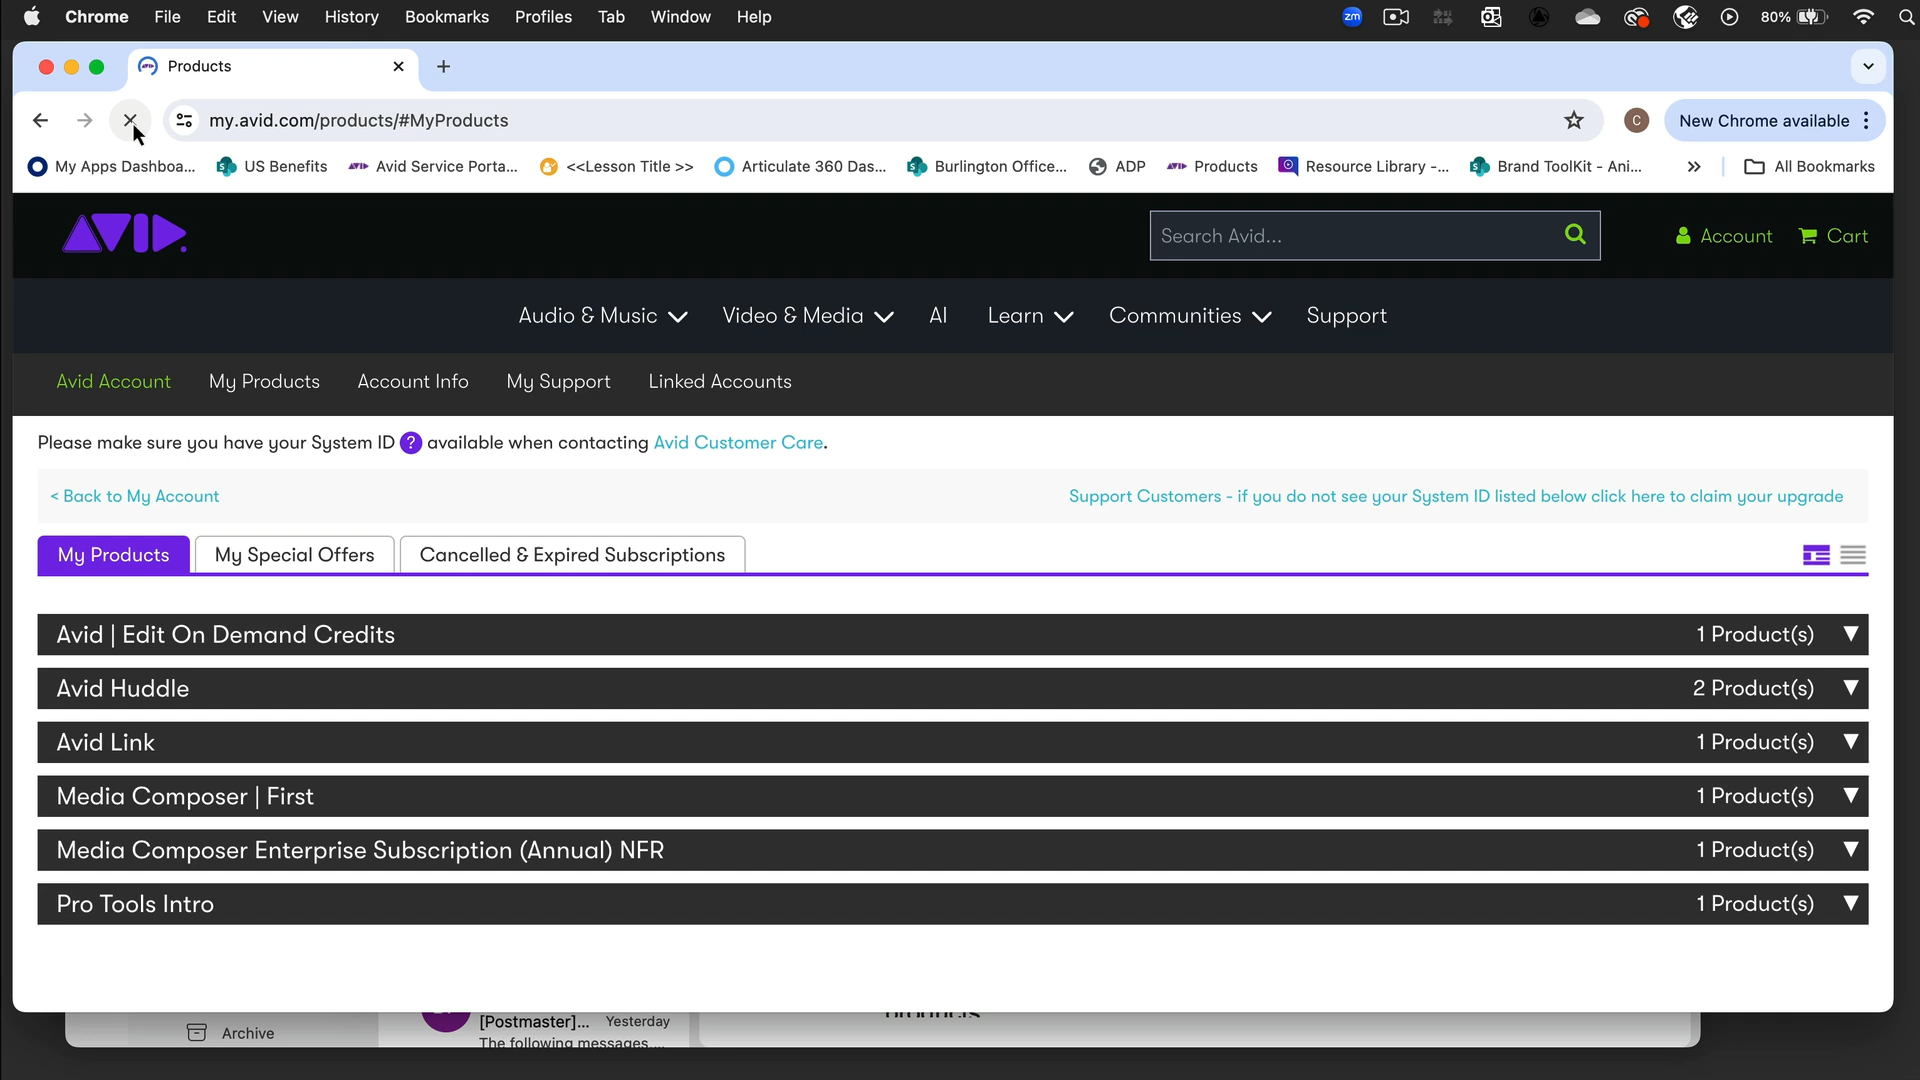 Chrome File Edit View History Bookmarks Profiles Tab Window Help zm 80%
Products
my.avid.com/products/#MyProducts C New Chrome available
My Apps Dashboa... US Benefits Avid Service Porta... <<Lesson Title >> Articulate 360 Das... Burlington Office... ADP Products Resource Library -... Brand ToolKit - Ani... All Bookmarks
AVID Search Avid... Account Cart
Audio & Music Video & Media AI Learn Communities Support
Avid Account My Products Account Info My Support Linked Accounts
Please make sure you have your System ID ? available when contacting Avid Customer Care.
< Back to My Account Support Customers - if you do not see your System ID listed below click here to claim your upgrade
My Products My Special Offers Cancelled & Expired Subscriptions
Avid | Edit On Demand Credits 1 Product(s) ▼
Avid Huddle 2 Product(s) ▼
Avid Link 1 Product(s) ▼
Media Composer | First 1 Product(s) ▼
Media Composer Enterprise Subscription (Annual) NFR 1 Product(s) ▼
Pro Tools Intro 1 Product(s) ▼
[Postmaster]... Yesterday products
Archive The following messages....